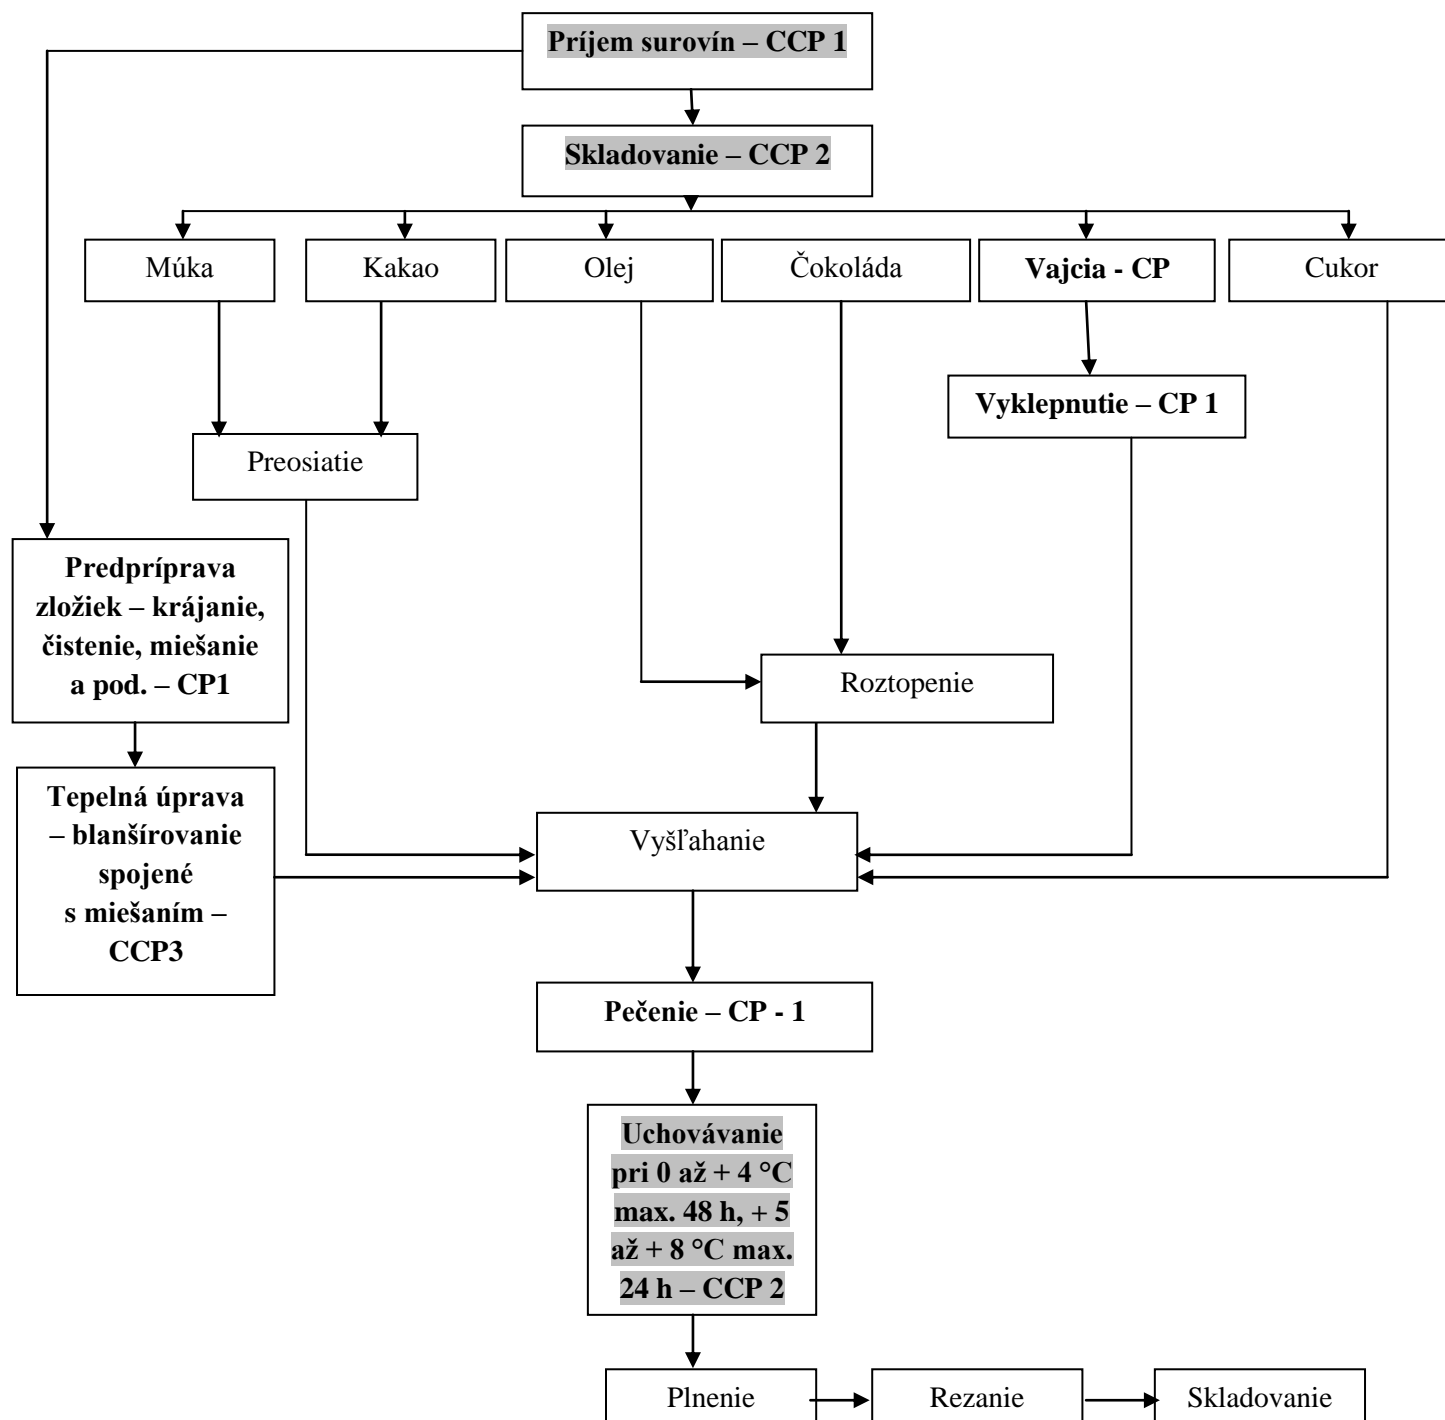 Príjem surovín – CCP 1
Skladovanie – CCP 2
Múka
Kakao
Olej
Čokoláda
Vajcia - CP
Cukor
Vyklepnutie – CP 1
Preosiatie
Predpríprava
zložiek – krájanie,
čistenie, miešanie
a pod. – CP1
Roztopenie
Tepelná úprava
– blanšírovanie
spojené
s miešaním –
CCP3
Vyšľahanie
Pečenie – CP - 1
Uchovávanie
pri 0 až + 4 °C
max. 48 h, + 5
až + 8 °C max.
24 h – CCP 2
Plnenie
Rezanie
Skladovanie